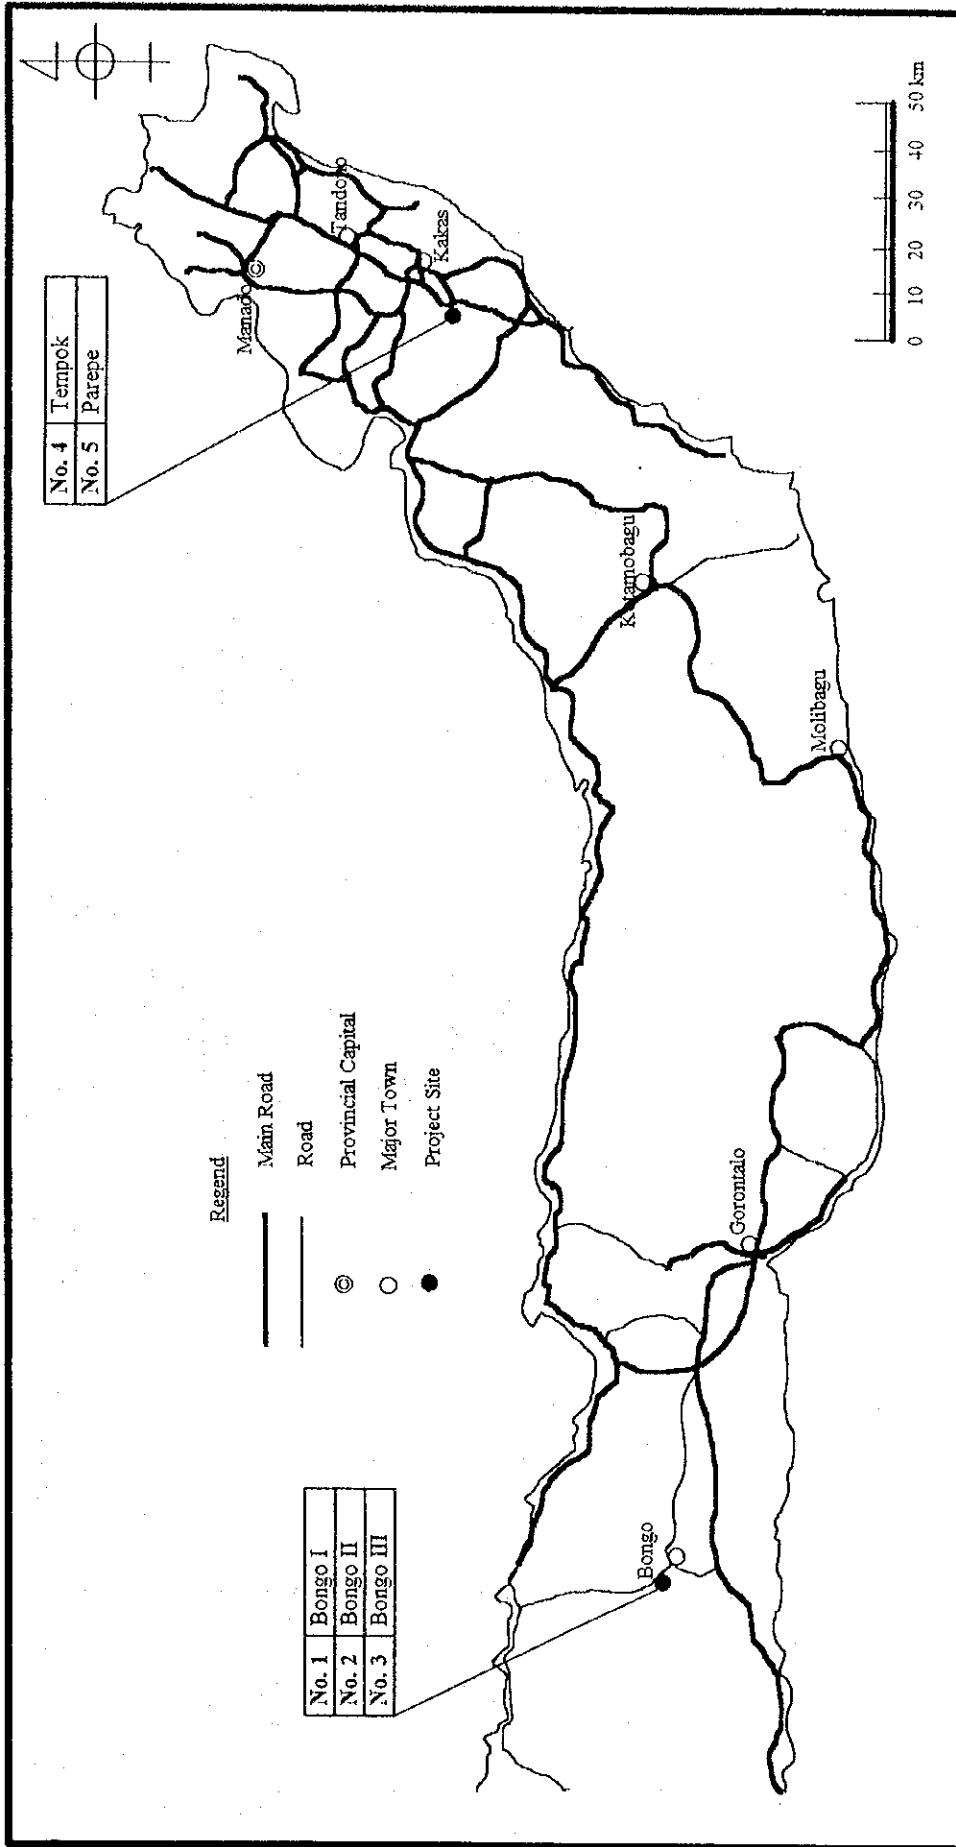 No. 4 Tempok
No. 5 Parepe
Manado
Tandono
Kakas
Kotamobagu
Molibagu
Gorontalo
Bongo
No. 1 Bongo I
No. 2 Bongo II
No. 3 Bongo III
Regend
Main Road
Road
Provincial Capital
Major Town
Project Site
0 10 20 30 40 50 km